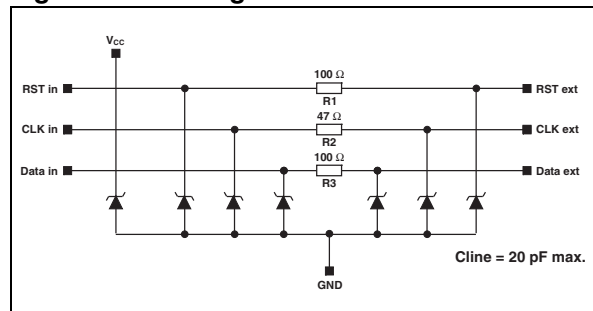 V_CC
RST in
100 Ω
R1
RST ext
CLK in
47 Ω
R2
CLK ext
Data in
100 Ω
R3
Data ext
Cline = 20 pF max.
GND